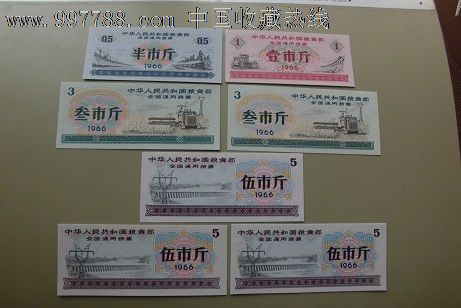 www.997788.com 中国收藏热线
中华人民共和国粮食部
全国通用粮票
0.5
0.5
半市斤
1966
中华人民共和国粮食部
全国通用粮票
1
1
壹市斤
1966
3
中华人民共和国粮食部
全国通用粮票
叁市斤
1966
3
中华人民共和国粮食部
全国通用粮票
叁市斤
1966
中华人民共和国粮食部
全国通用粮票
5
伍市斤
1966
中华人民共和国粮食部
全国通用粮票
5
伍市斤
1966
中华人民共和国粮食部
全国通用粮票
5
伍市斤
1966